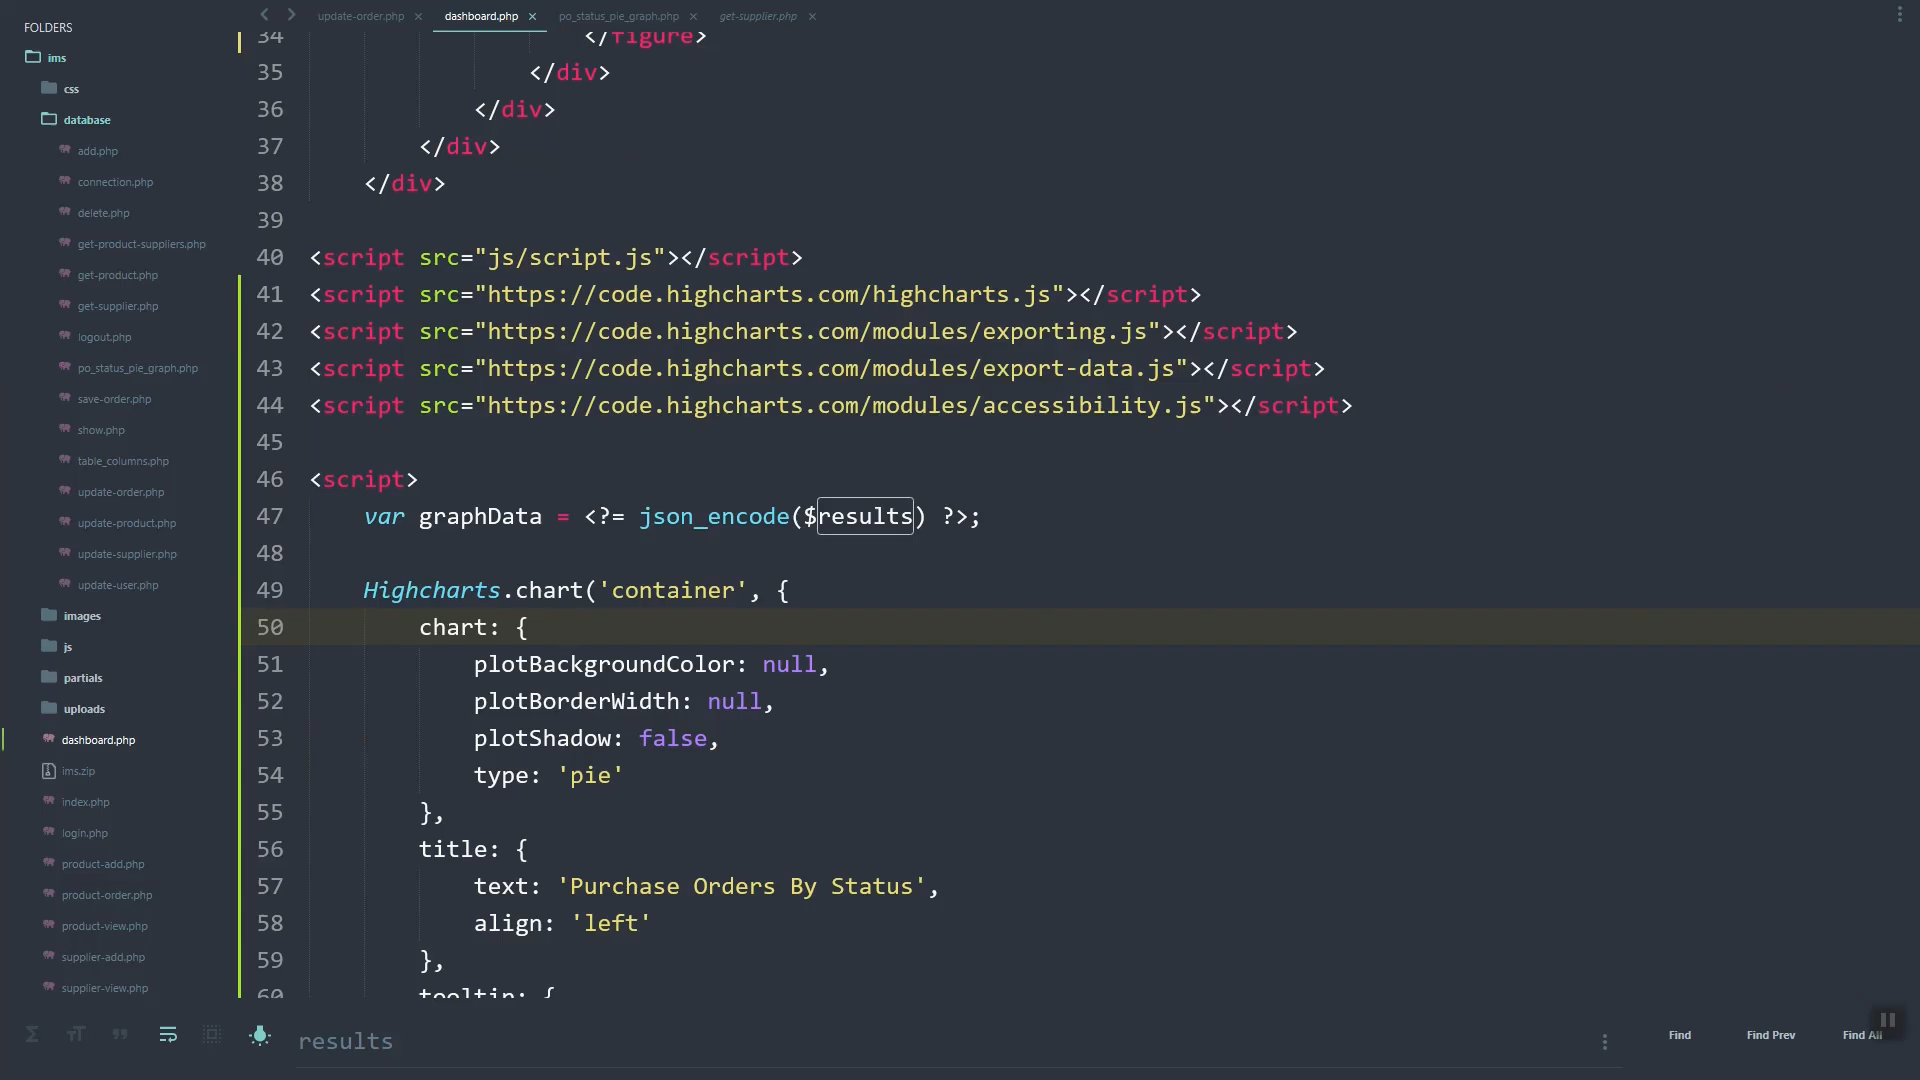 FOLDERS
ims
css
database
add.php
connection.php
delete.php
get-product-suppliers.php
get-product.php
get-supplier.php
logout.php
po_status_pie_graph.php
save-order.php
show.php
table_columns.php
update-order.php
update-product.php
update-supplier.php
update-user.php
images
js
partials
uploads
dashboard.php
ims.zip
index.php
login.php
product-add.php
product-order.php
product-view.php
supplier-add.php
supplier-view.php
update-order.php × dashboard.php × po_status_pie_graph.php × get-supplier.php ×
34 </figure>
35 </div>
36 </div>
37 </div>
38 </div>
39
40 <script src="js/script.js"></script>
41 <script src="https://code.highcharts.com/highcharts.js"></script>
42 <script src="https://code.highcharts.com/modules/exporting.js"></script>
43 <script src="https://code.highcharts.com/modules/export-data.js"></script>
44 <script src="https://code.highcharts.com/modules/accessibility.js"></script>
45
46 <script>
47 var graphData = <?= json_encode($results) ?>;
48
49 Highcharts.chart('container', {
50 chart: {
51 plotBackgroundColor: null,
52 plotBorderWidth: null,
53 plotShadow: false,
54 type: 'pie'
55 },
56 title: {
57 text: 'Purchase Orders By Status',
58 align: 'left'
59 },
60 tooltip: {
results
Find Find Prev Find All